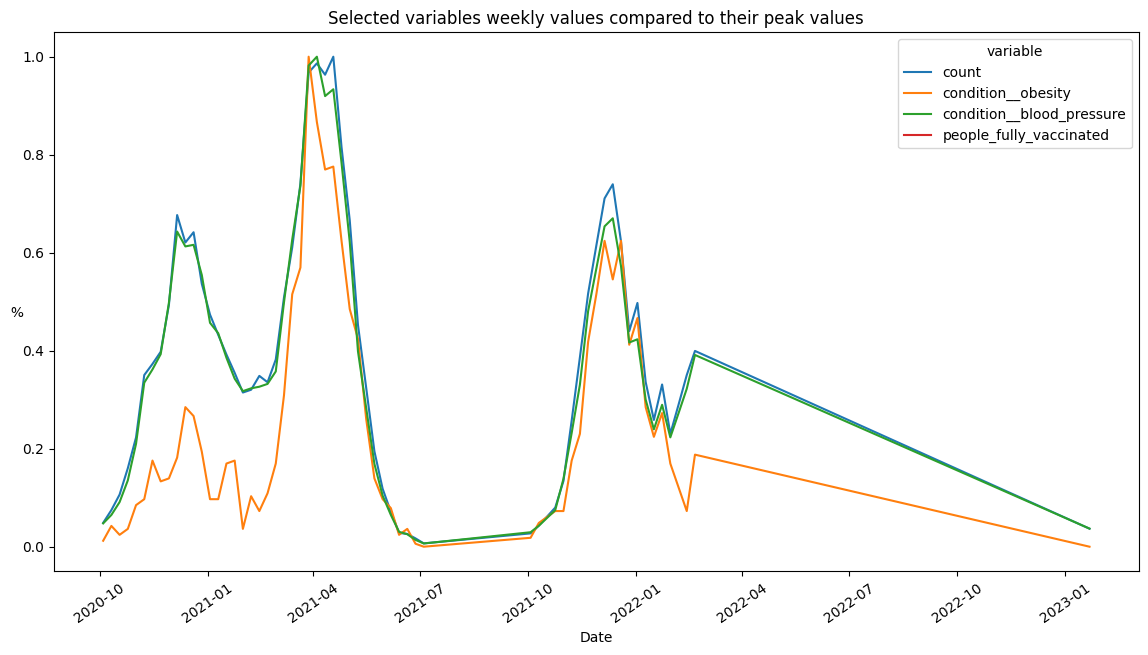 Selected variables weekly values compared to their peak values
variable
count
condition__obesity
condition__blood_pressure
people_fully_vaccinated
1.0
0.8
0.6
%
0.4
0.2
0.0
2020-10
2021-01
2021-04
2021-07
2021-10
2022-01
2022-04
2022-07
2022-10
2023-01
Date